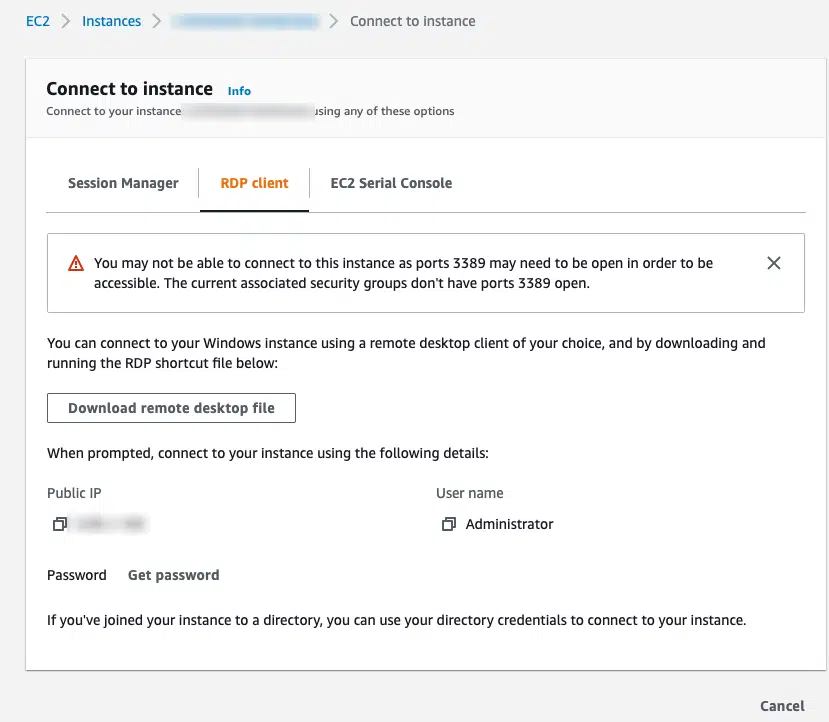 EC2 Instances Connect to instance
Connect to instance Info
Connect to your instance using any of these options
Session Manager RDP client EC2 Serial Console
You may not be able to connect to this instance as ports 3389 may need to be open in order to be
accessible. The current associated security groups don't have ports 3389 open.
You can connect to your Windows instance using a remote desktop client of your choice, and by downloading and
running the RDP shortcut file below:
Download remote desktop file
When prompted, connect to your instance using the following details:
Public IP User name
Administrator
Password Get password
If you've joined your instance to a directory, you can use your directory credentials to connect to your instance.
Cancel